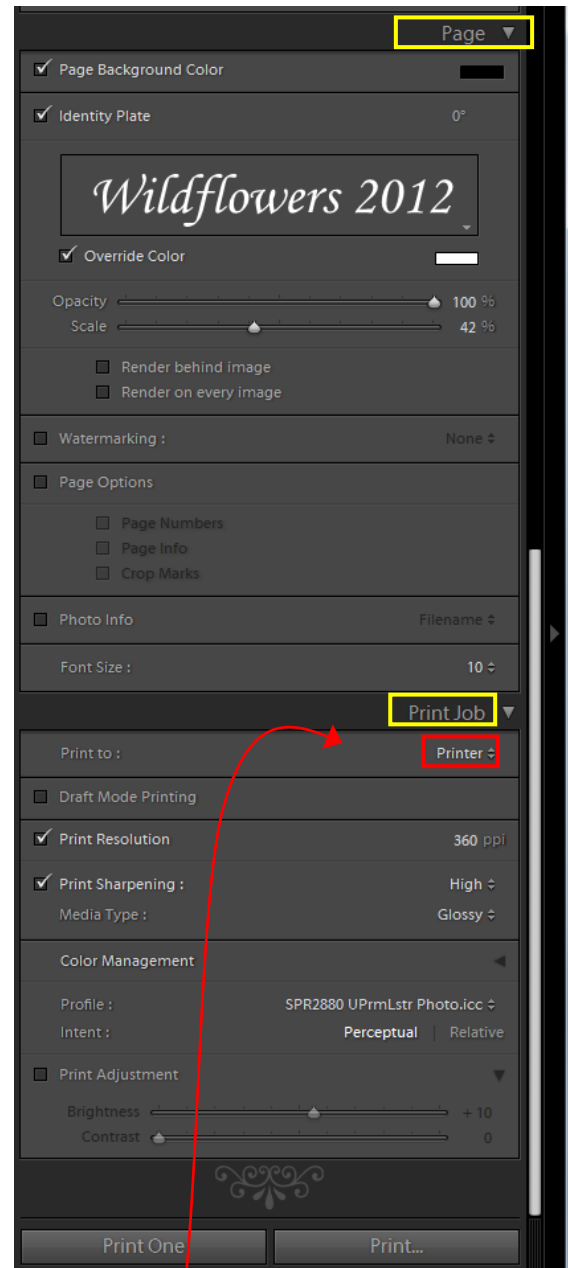 Page
Page Background Color
Identity Plate 0°
Wildflowers 2012
Override Color
Opacity 100 %
Scale 42 %
Render behind image
Render on every image
Watermarking : None
Page Options
Page Numbers
Page Info
Crop Marks
Photo Info Filename
Font Size : 10
Print Job
Print to : Printer
Draft Mode Printing
Print Resolution 360 ppi
Print Sharpening : High
Media Type : Glossy
Color Management
Profile : SPR2880 UPrmLstr Photo.icc
Intent : Perceptual | Relative
Print Adjustment
Brightness + 10
Contrast 0
Print One Print...